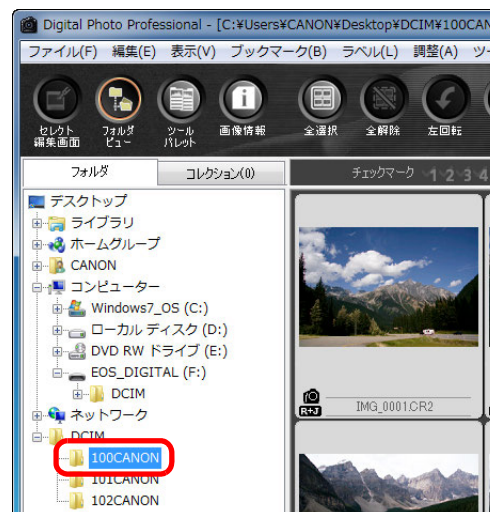 Digital Photo Professional - [C:¥Users¥CANON¥Desktop¥DCIM¥100CAN
ファイル(F) 編集(E) 表示(V) ブックマーク(B) ラベル(L) 調整(A) ツー
セレクト編集画面 フォルダビュー ツールパレット 画像情報 全選択 全解除 左回転
フォルダ コレクション(0) チェックマーク 1 2 3 4
デスクトップ
ライブラリ
ホームグループ
CANON
コンピューター
Windows7_OS (C:)
ローカル ディスク (D:)
DVD RW ドライブ (E:)
EOS_DIGITAL (F:)
DCIM
R+J IMG_0001.CR2
ネットワーク
DCIM
100CANON
101CANON
102CANON